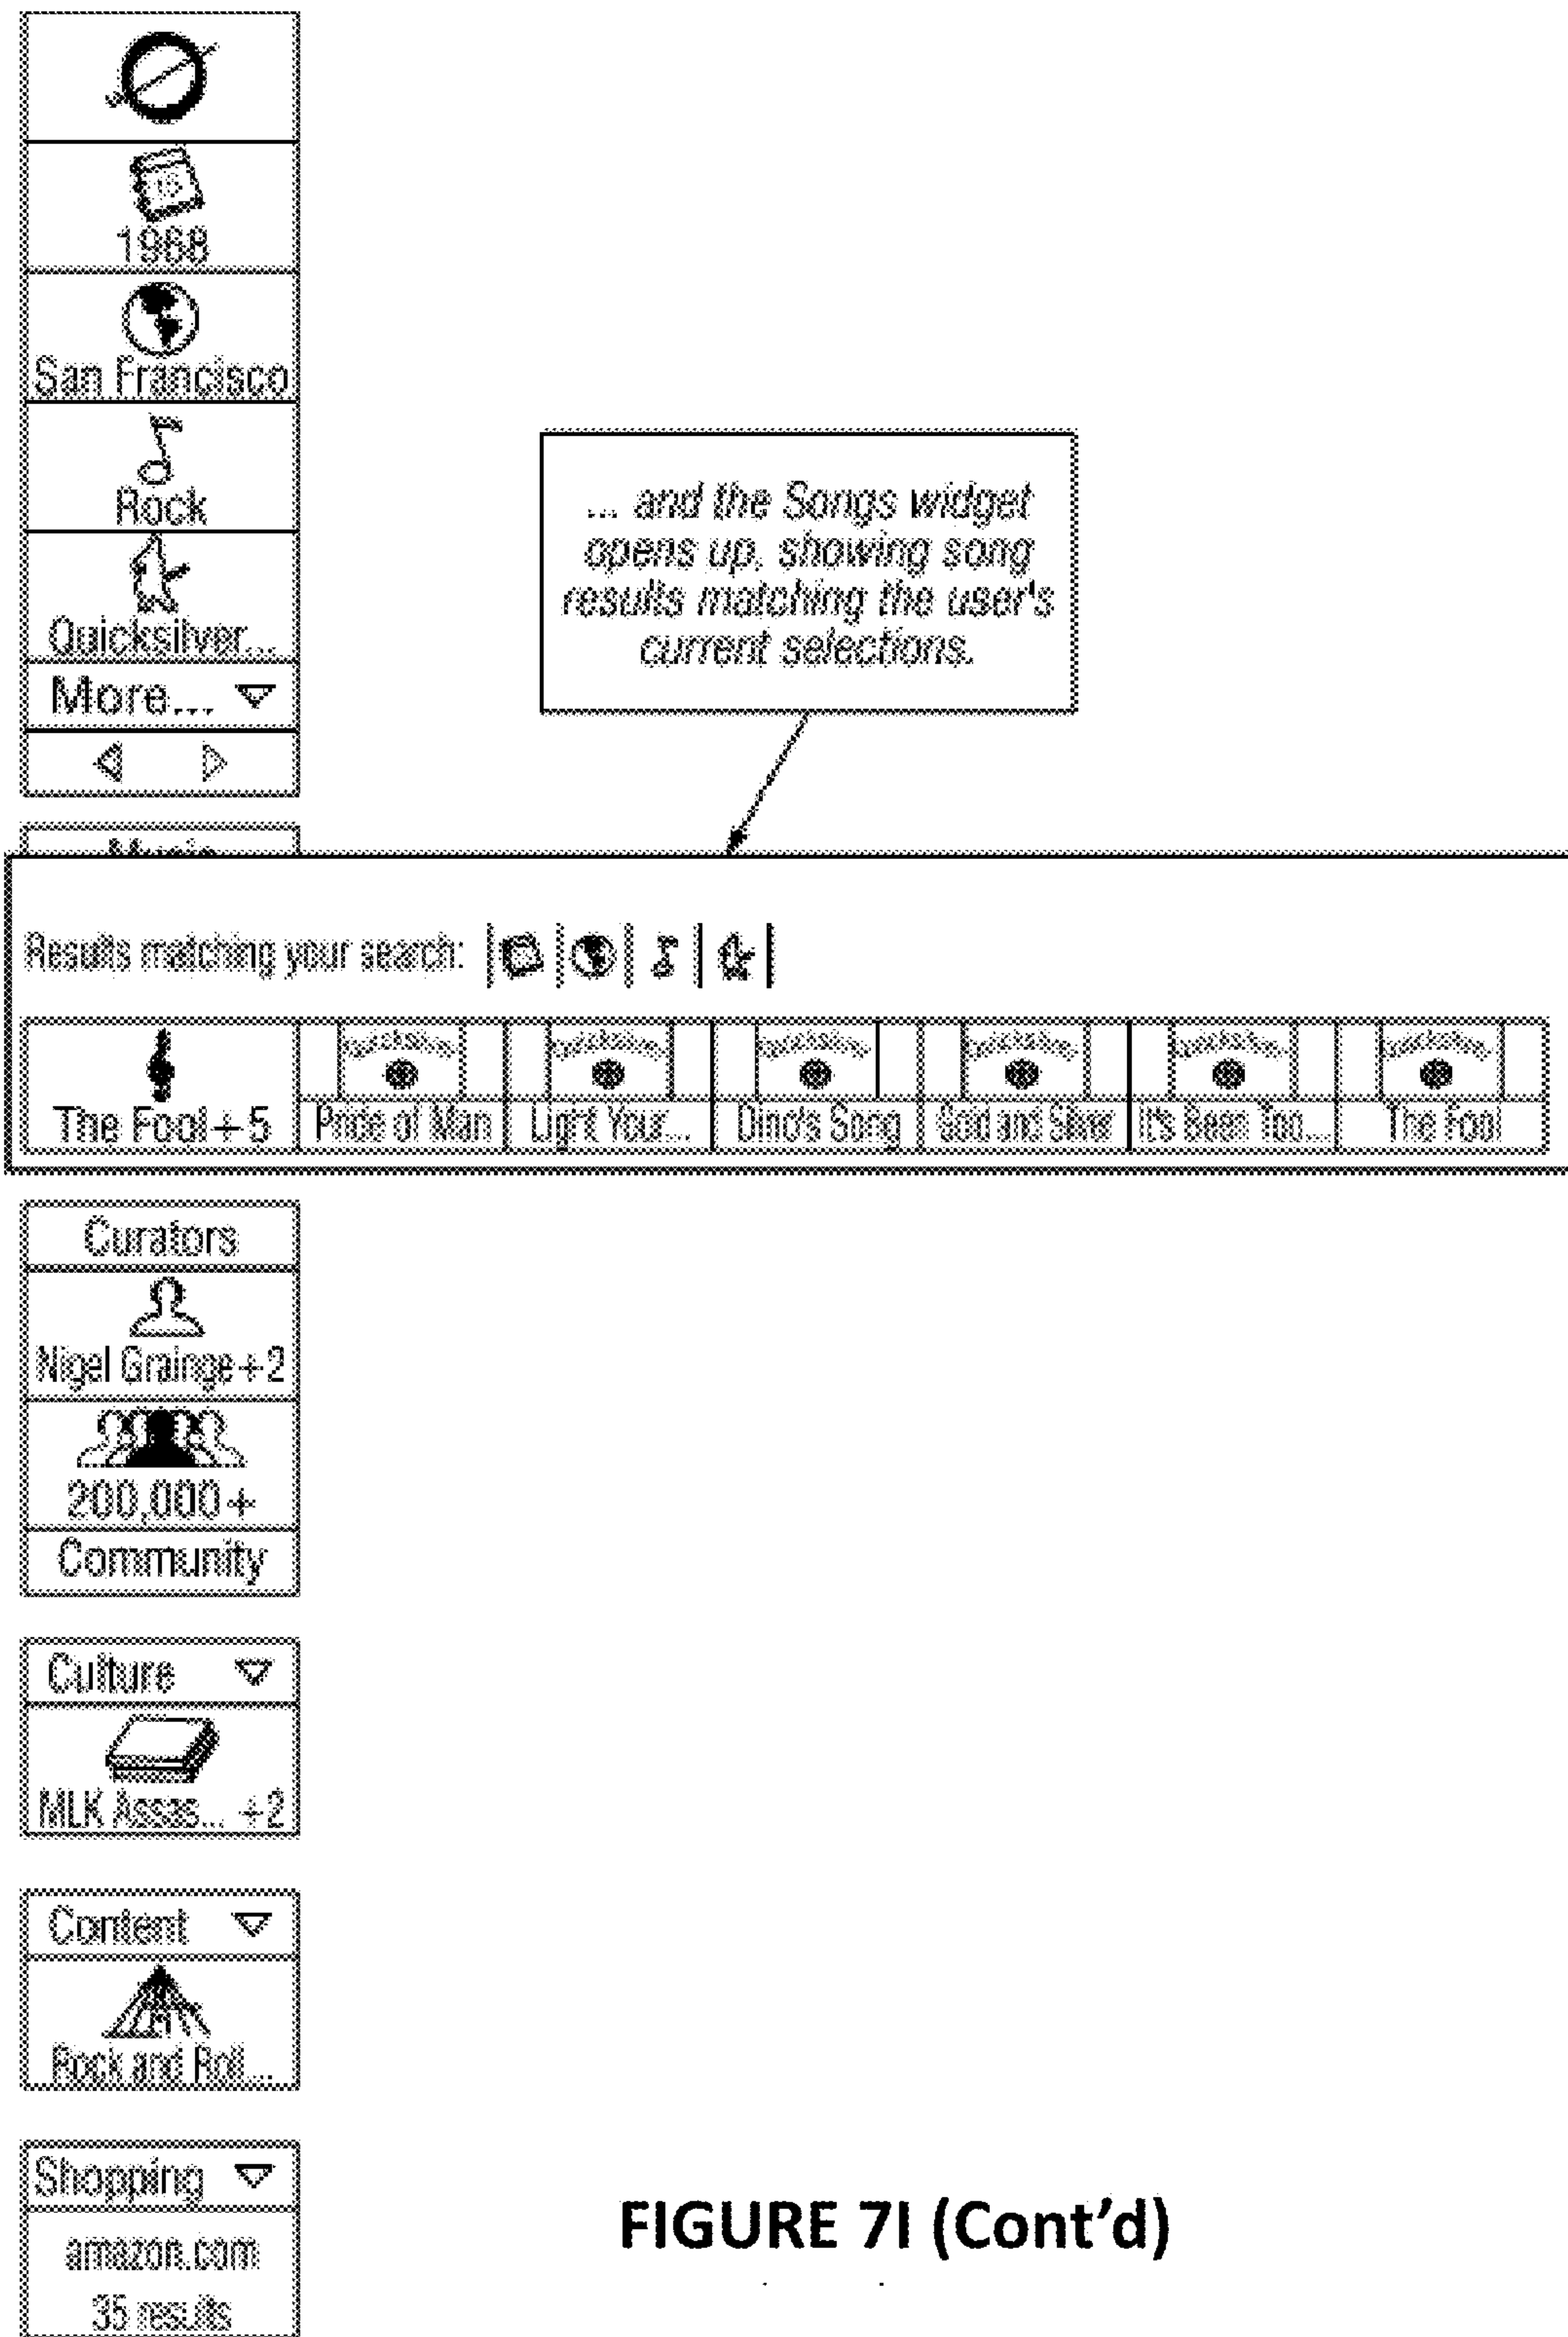 1968
San Francisco
Rock
Quicksilver...
More...
... and the Songs widget
opens up, showing song
results matching the user's
current selections.
Music
Results matching your search:
The Fool+5
Pride of Man
Light Your...
Dino's Song
Gold and Silver
It's Been Too...
The Fool
Curators
Nigel Grainge+2
200,000+
Community
Culture
MLK Assas... +2
Content
Rock and Roll...
Shopping
amazon.com
35 results
FIGURE 7I (Cont'd)